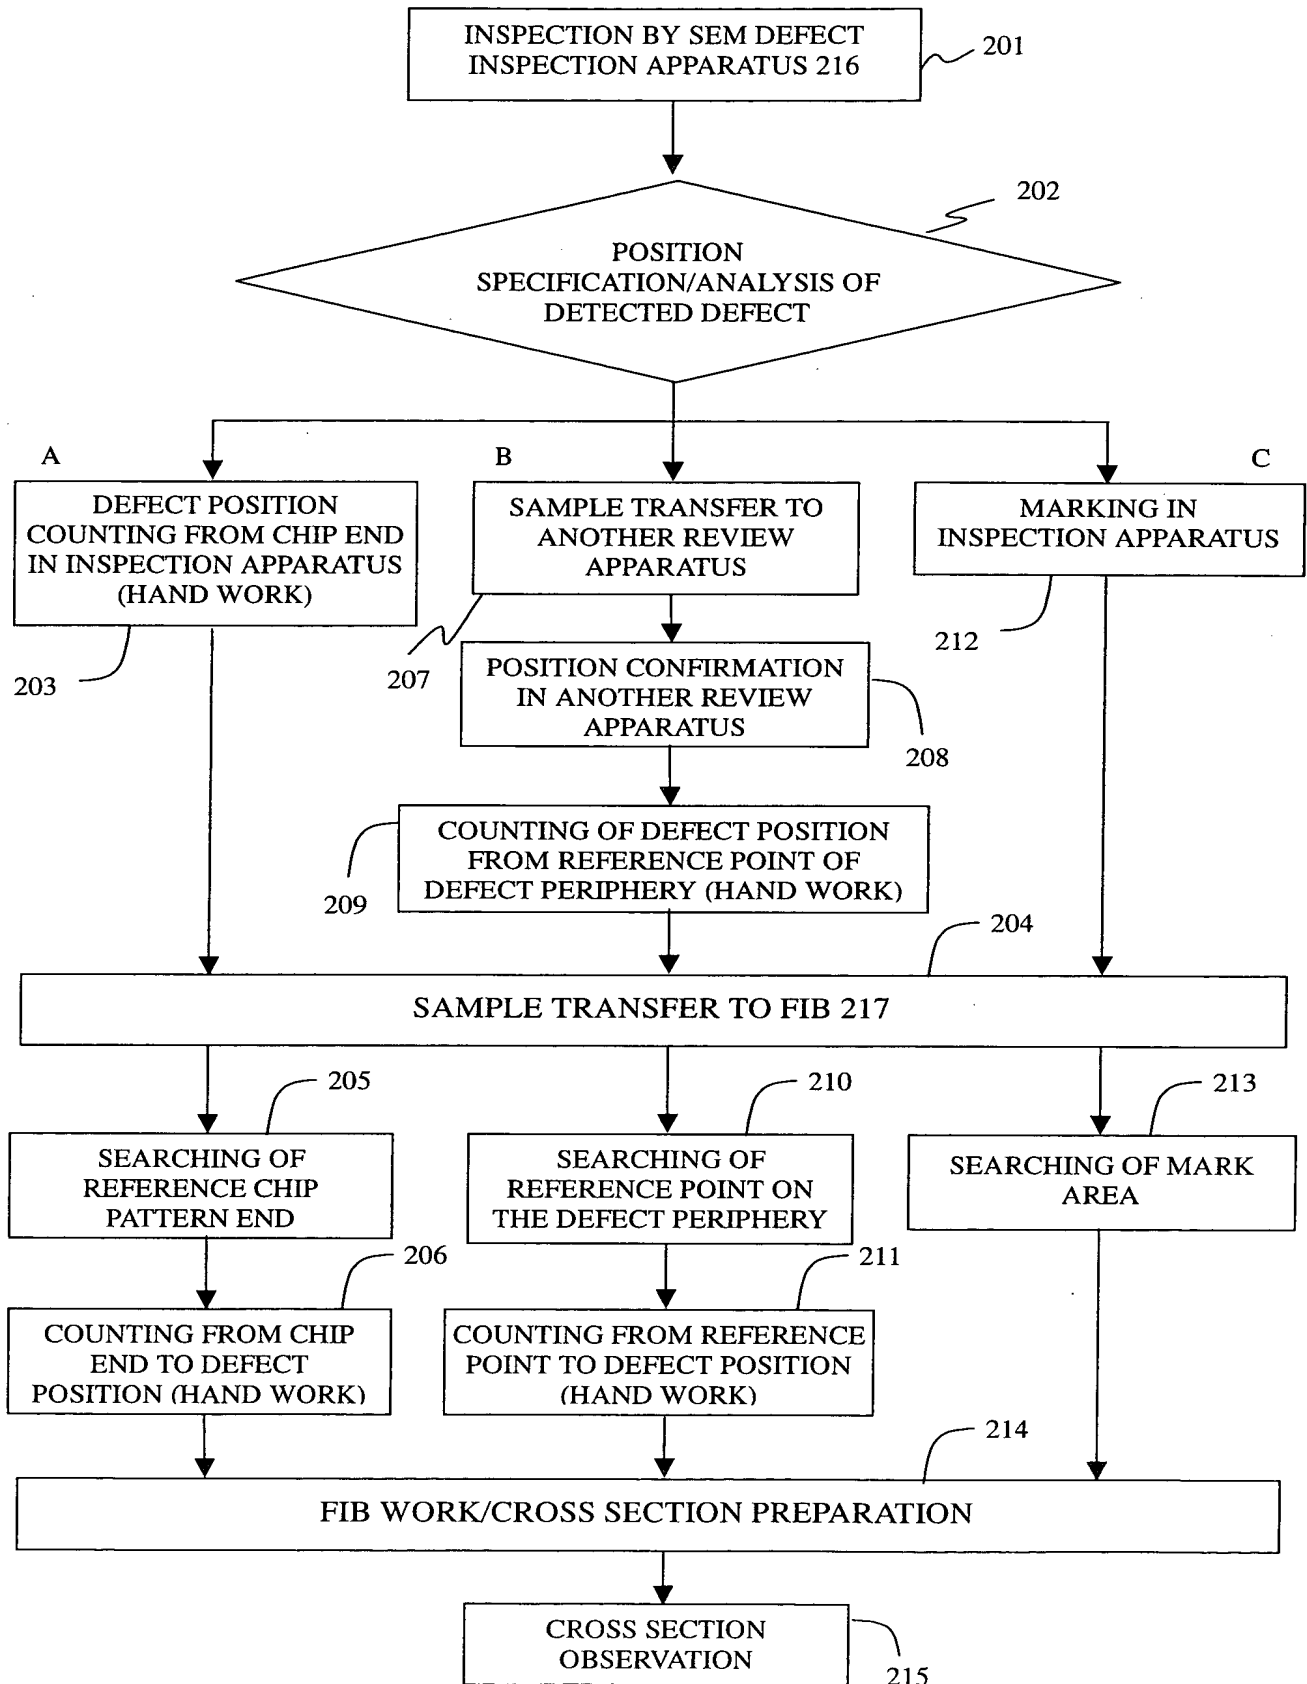 INSPECTION BY SEM DEFECT
INSPECTION APPARATUS 216
201
202
POSITION
SPECIFICATION/ANALYSIS OF
DETECTED DEFECT
A
B
C
DEFECT POSITION
COUNTING FROM CHIP END
IN INSPECTION APPARATUS
(HAND WORK)
203
SAMPLE TRANSFER TO
ANOTHER REVIEW
APPARATUS
207
MARKING IN
INSPECTION APPARATUS
212
POSITION CONFIRMATION
IN ANOTHER REVIEW
APPARATUS
208
COUNTING OF DEFECT POSITION
FROM REFERENCE POINT OF
DEFECT PERIPHERY (HAND WORK)
209
204
SAMPLE TRANSFER TO FIB 217
205
210
213
SEARCHING OF
REFERENCE CHIP
PATTERN END
SEARCHING OF
REFERENCE POINT ON
THE DEFECT PERIPHERY
SEARCHING OF MARK
AREA
206
211
COUNTING FROM CHIP
END TO DEFECT
POSITION (HAND WORK)
COUNTING FROM REFERENCE
POINT TO DEFECT POSITION
(HAND WORK)
214
FIB WORK/CROSS SECTION PREPARATION
CROSS SECTION
OBSERVATION
215